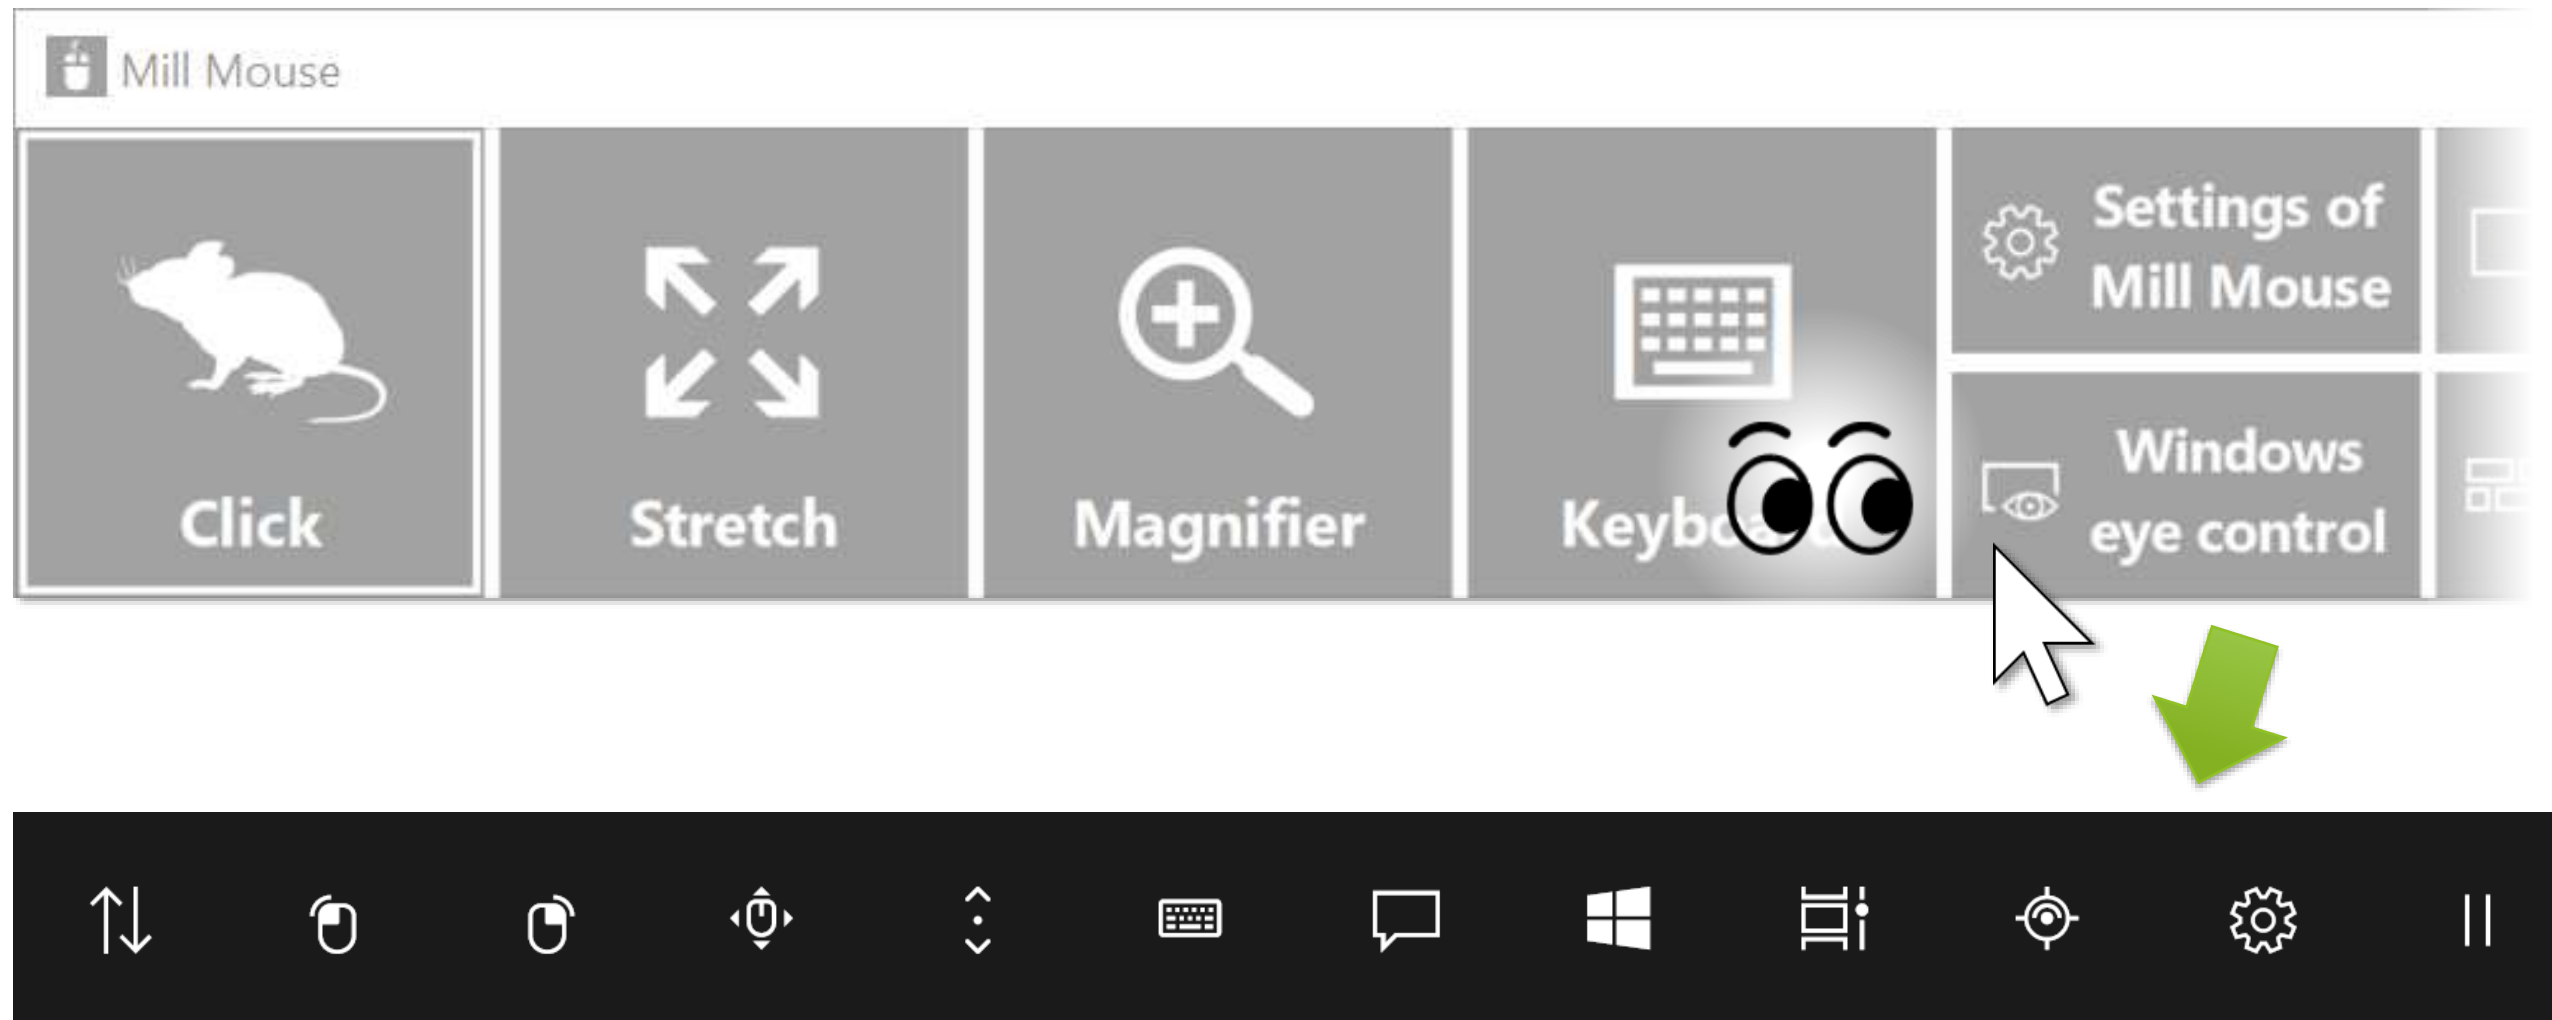 Mill Mouse
Click
Stretch
Magnifier
Settings of
Mill Mouse
Windows
eye control